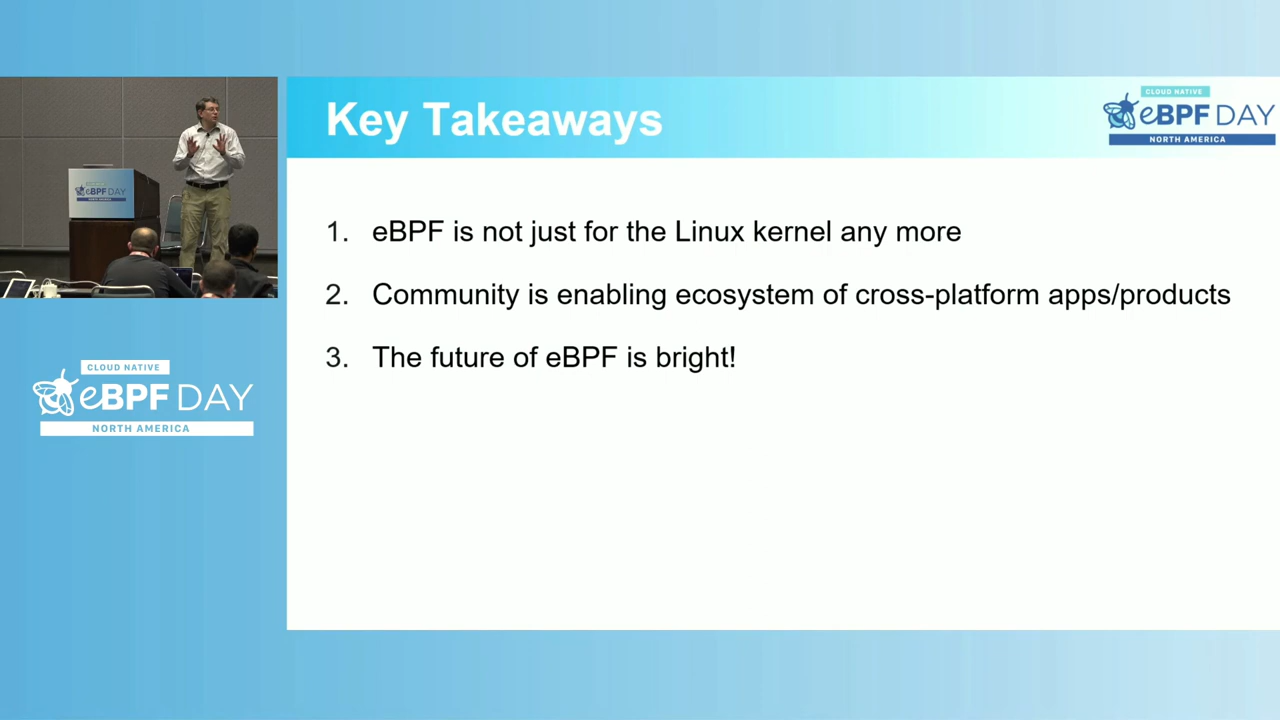 Key Takeaways
CLOUD NATIVE
eBPF DAY
NORTH AMERICA
1. eBPF is not just for the Linux kernel any more
2. Community is enabling ecosystem of cross-platform apps/products
3. The future of eBPF is bright!
eBPF DAY
CLOUD NATIVE
eBPF DAY
NORTH AMERICA